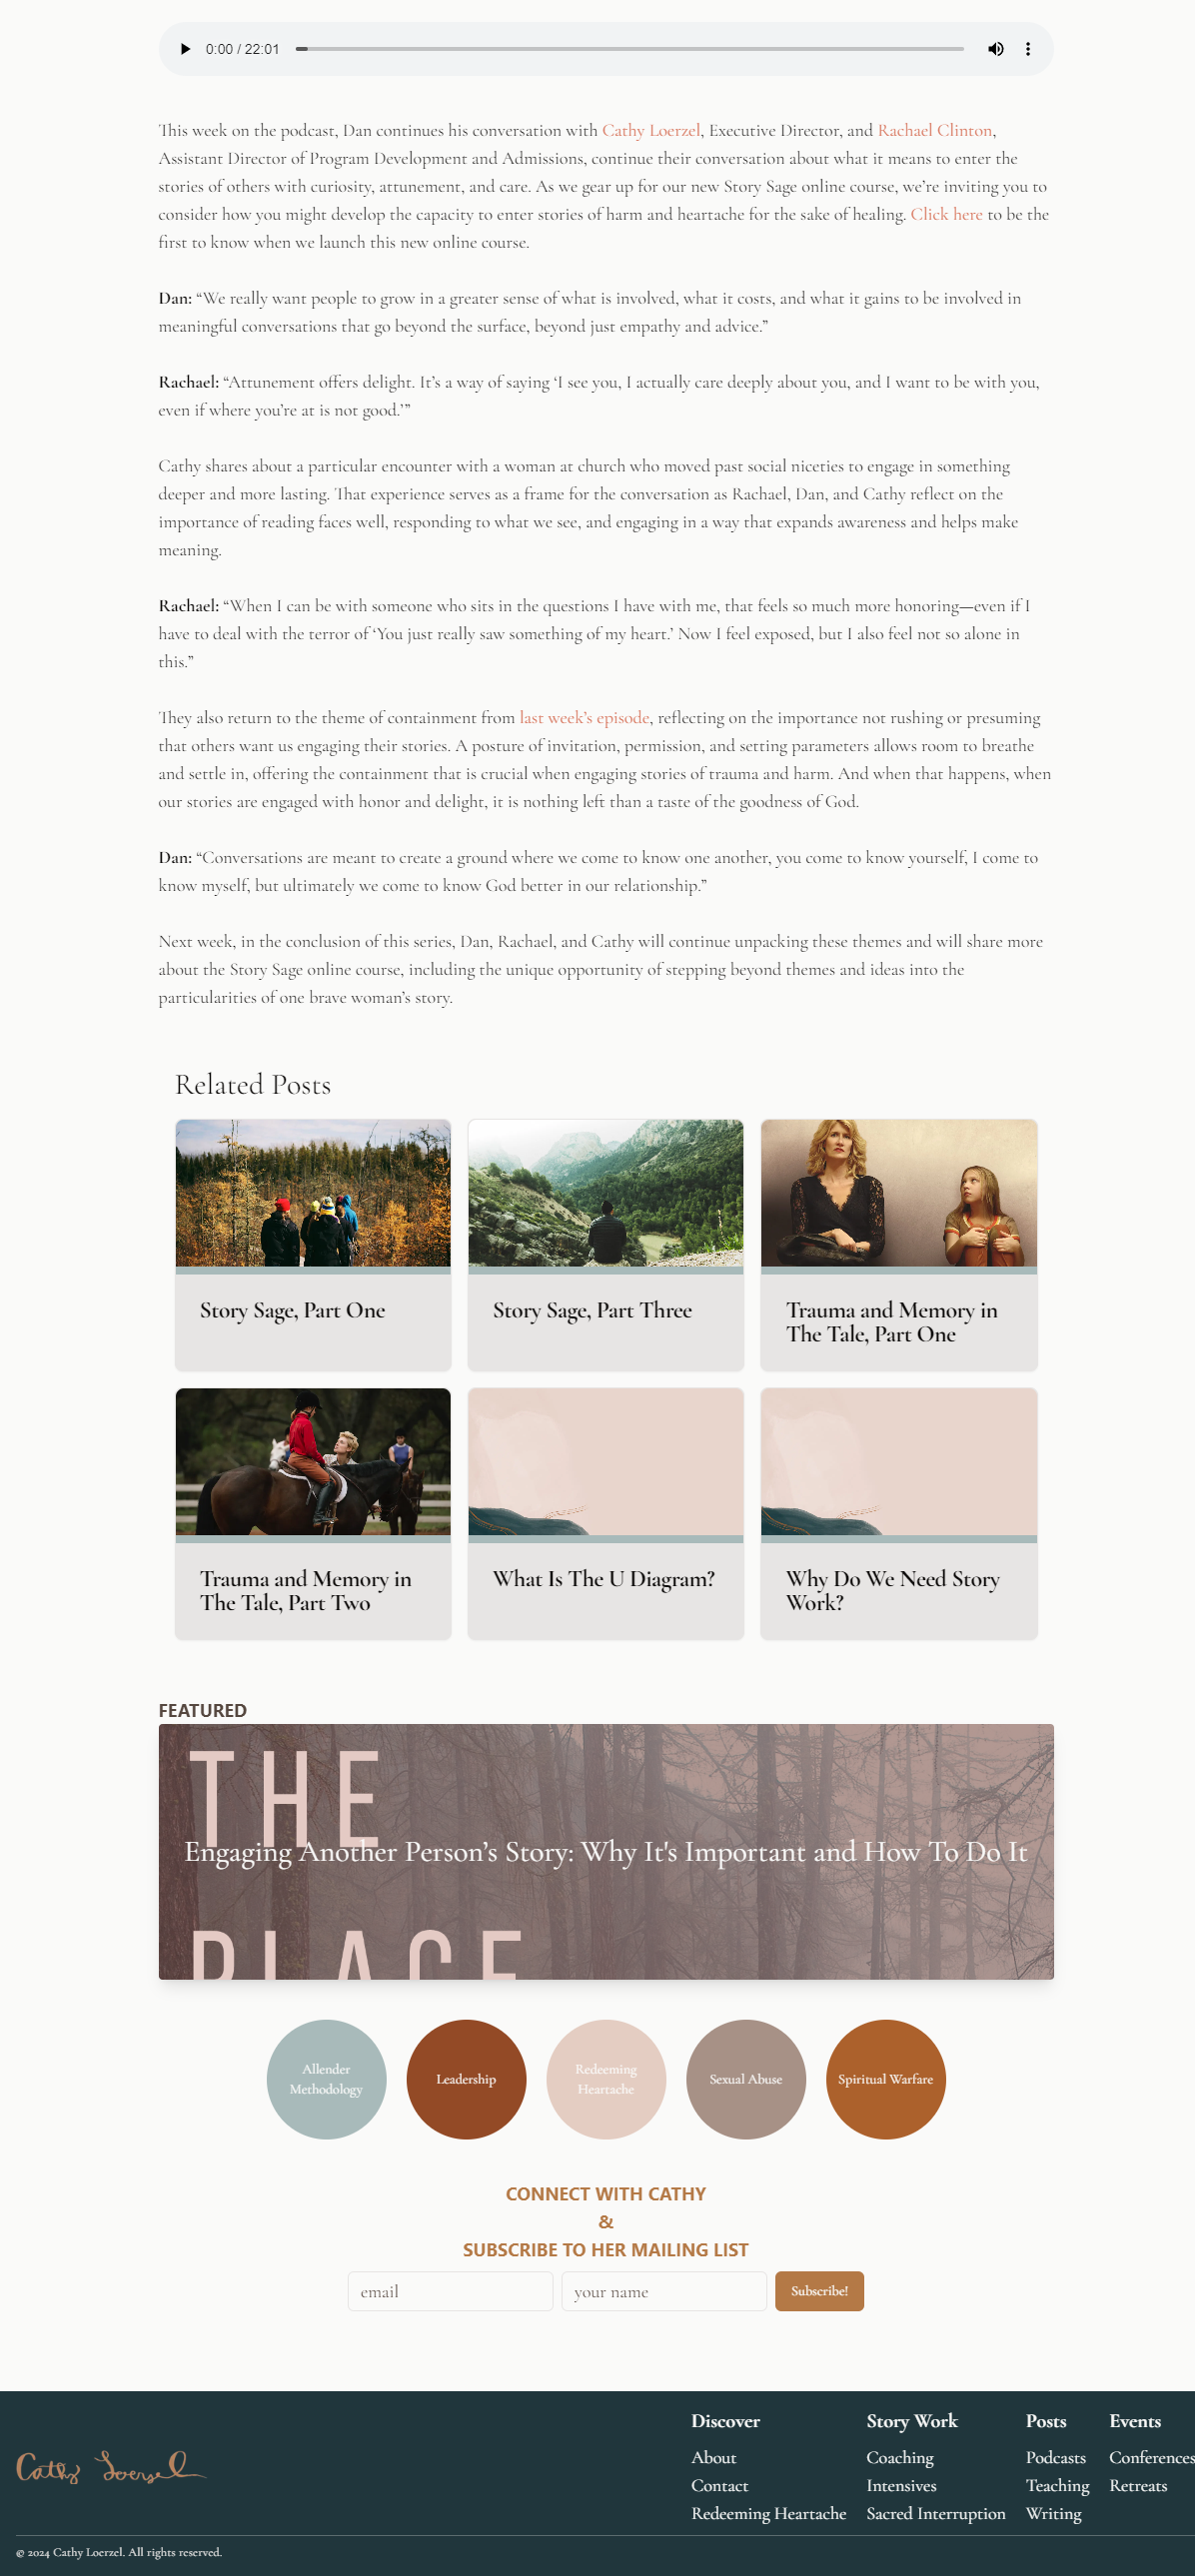 0:00 / 22:01
This week on the podcast, Dan continues his conversation with Cathy Loerzel, Executive Director, and Rachael Clinton,
Assistant Director of Program Development and Admissions, continue their conversation about what it means to enter the
stories of others with curiosity, attunement, and care. As we gear up for our new Story Sage online course, we’re inviting you to
consider how you might develop the capacity to enter stories of harm and heartache for the sake of healing. Click here to be the
first to know when we launch this new online course.
Dan: “We really want people to grow in a greater sense of what is involved, what it costs, and what it gains to be involved in
meaningful conversations that go beyond the surface, beyond just empathy and advice.”
Rachael: “Attunement offers delight. It’s a way of saying ‘I see you, I actually care deeply about you, and I want to be with you,
even if where you’re at is not good.’”
Cathy shares about a particular encounter with a woman at church who moved past social niceties to engage in something
deeper and more lasting. That experience serves as a frame for the conversation as Rachael, Dan, and Cathy reflect on the
importance of reading faces well, responding to what we see, and engaging in a way that expands awareness and helps make
meaning.
Rachael: “When I can be with someone who sits in the questions I have with me, that feels so much more honoring—even if I
have to deal with the terror of ‘You just really saw something of my heart.’ Now I feel exposed, but I also feel not so alone in
this.”
They also return to the theme of containment from last week’s episode, reflecting on the importance not rushing or presuming
that others want us engaging their stories. A posture of invitation, permission, and setting parameters allows room to breathe
and settle in, offering the containment that is crucial when engaging stories of trauma and harm. And when that happens, when
our stories are engaged with honor and delight, it is nothing left than a taste of the goodness of God.
Dan: “Conversations are meant to create a ground where we come to know one another, you come to know yourself, I come to
know myself, but ultimately we come to know God better in our relationship.”
Next week, in the conclusion of this series, Dan, Rachael, and Cathy will continue unpacking these themes and will share more
about the Story Sage online course, including the unique opportunity of stepping beyond themes and ideas into the
particularities of one brave woman’s story.
Related Posts
Story Sage, Part One
Story Sage, Part Three
Trauma and Memory in
The Tale, Part One
Trauma and Memory in
The Tale, Part Two
What Is The U Diagram?
Why Do We Need Story
Work?
FEATURED
THE
Engaging Another Person’s Story: Why It's Important and How To Do It
PLACE
Allender
Methodology
Leadership
Redeeming
Heartache
Sexual Abuse
Spiritual Warfare
CONNECT WITH CATHY
&
SUBSCRIBE TO HER MAILING LIST
email
your name
Subscribe!
Cathy Loerzel
Discover
About
Contact
Redeeming Heartache
Story Work
Coaching
Intensives
Sacred Interruption
Posts
Podcasts
Teaching
Writing
Events
Conferences
Retreats
© 2024 Cathy Loerzel. All rights reserved.